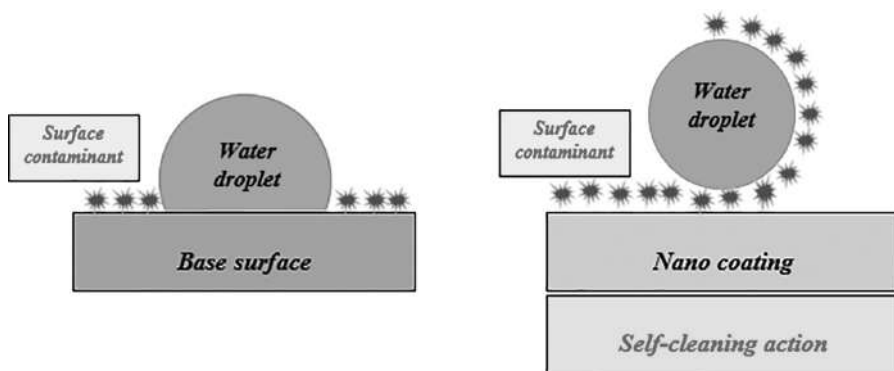 Surface
contaminant
Water
droplet
Base surface
Surface
contaminant
Water
droplet
Nano coating
Self-cleaning action